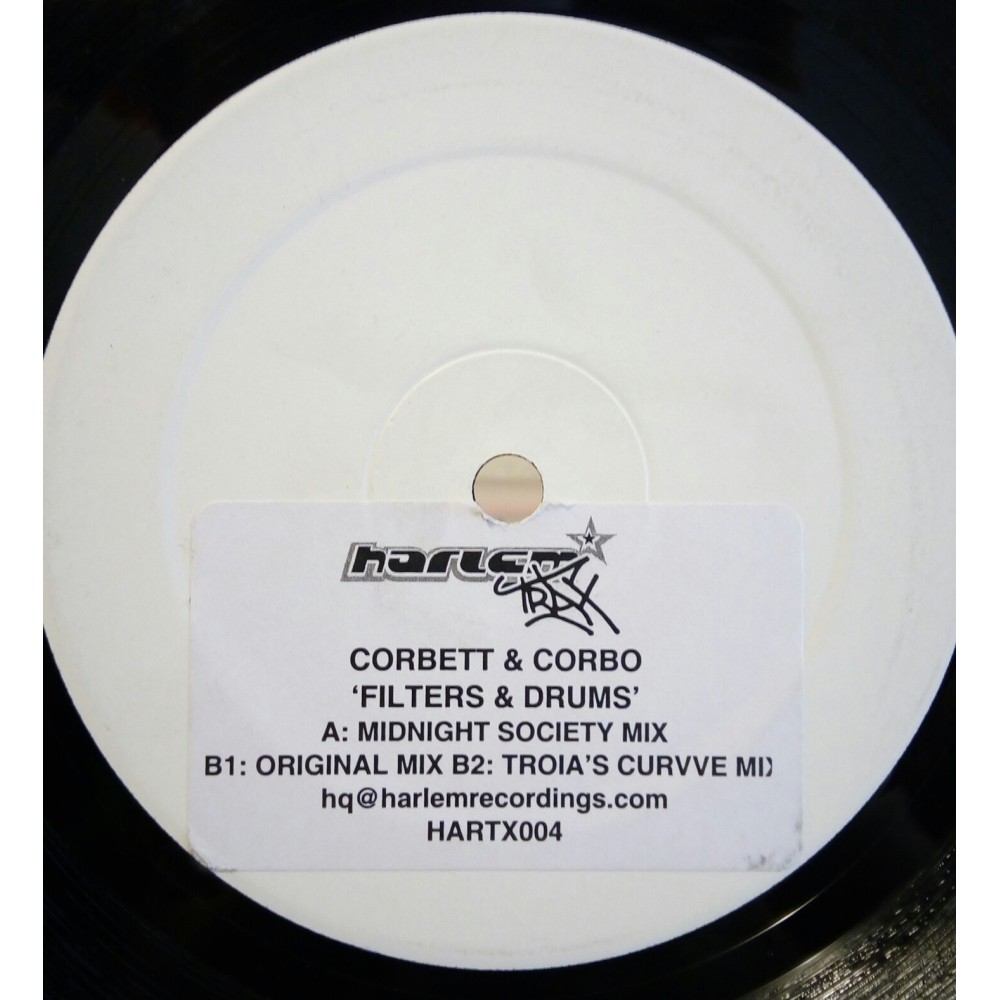 harlem
TRAX
CORBETT & CORBO
‘FILTERS & DRUMS’
A: MIDNIGHT SOCIETY MIX
B1: ORIGINAL MIX B2: TROIA’S CURVVE MIX
hq@harlemrecordings.com
HARTX004